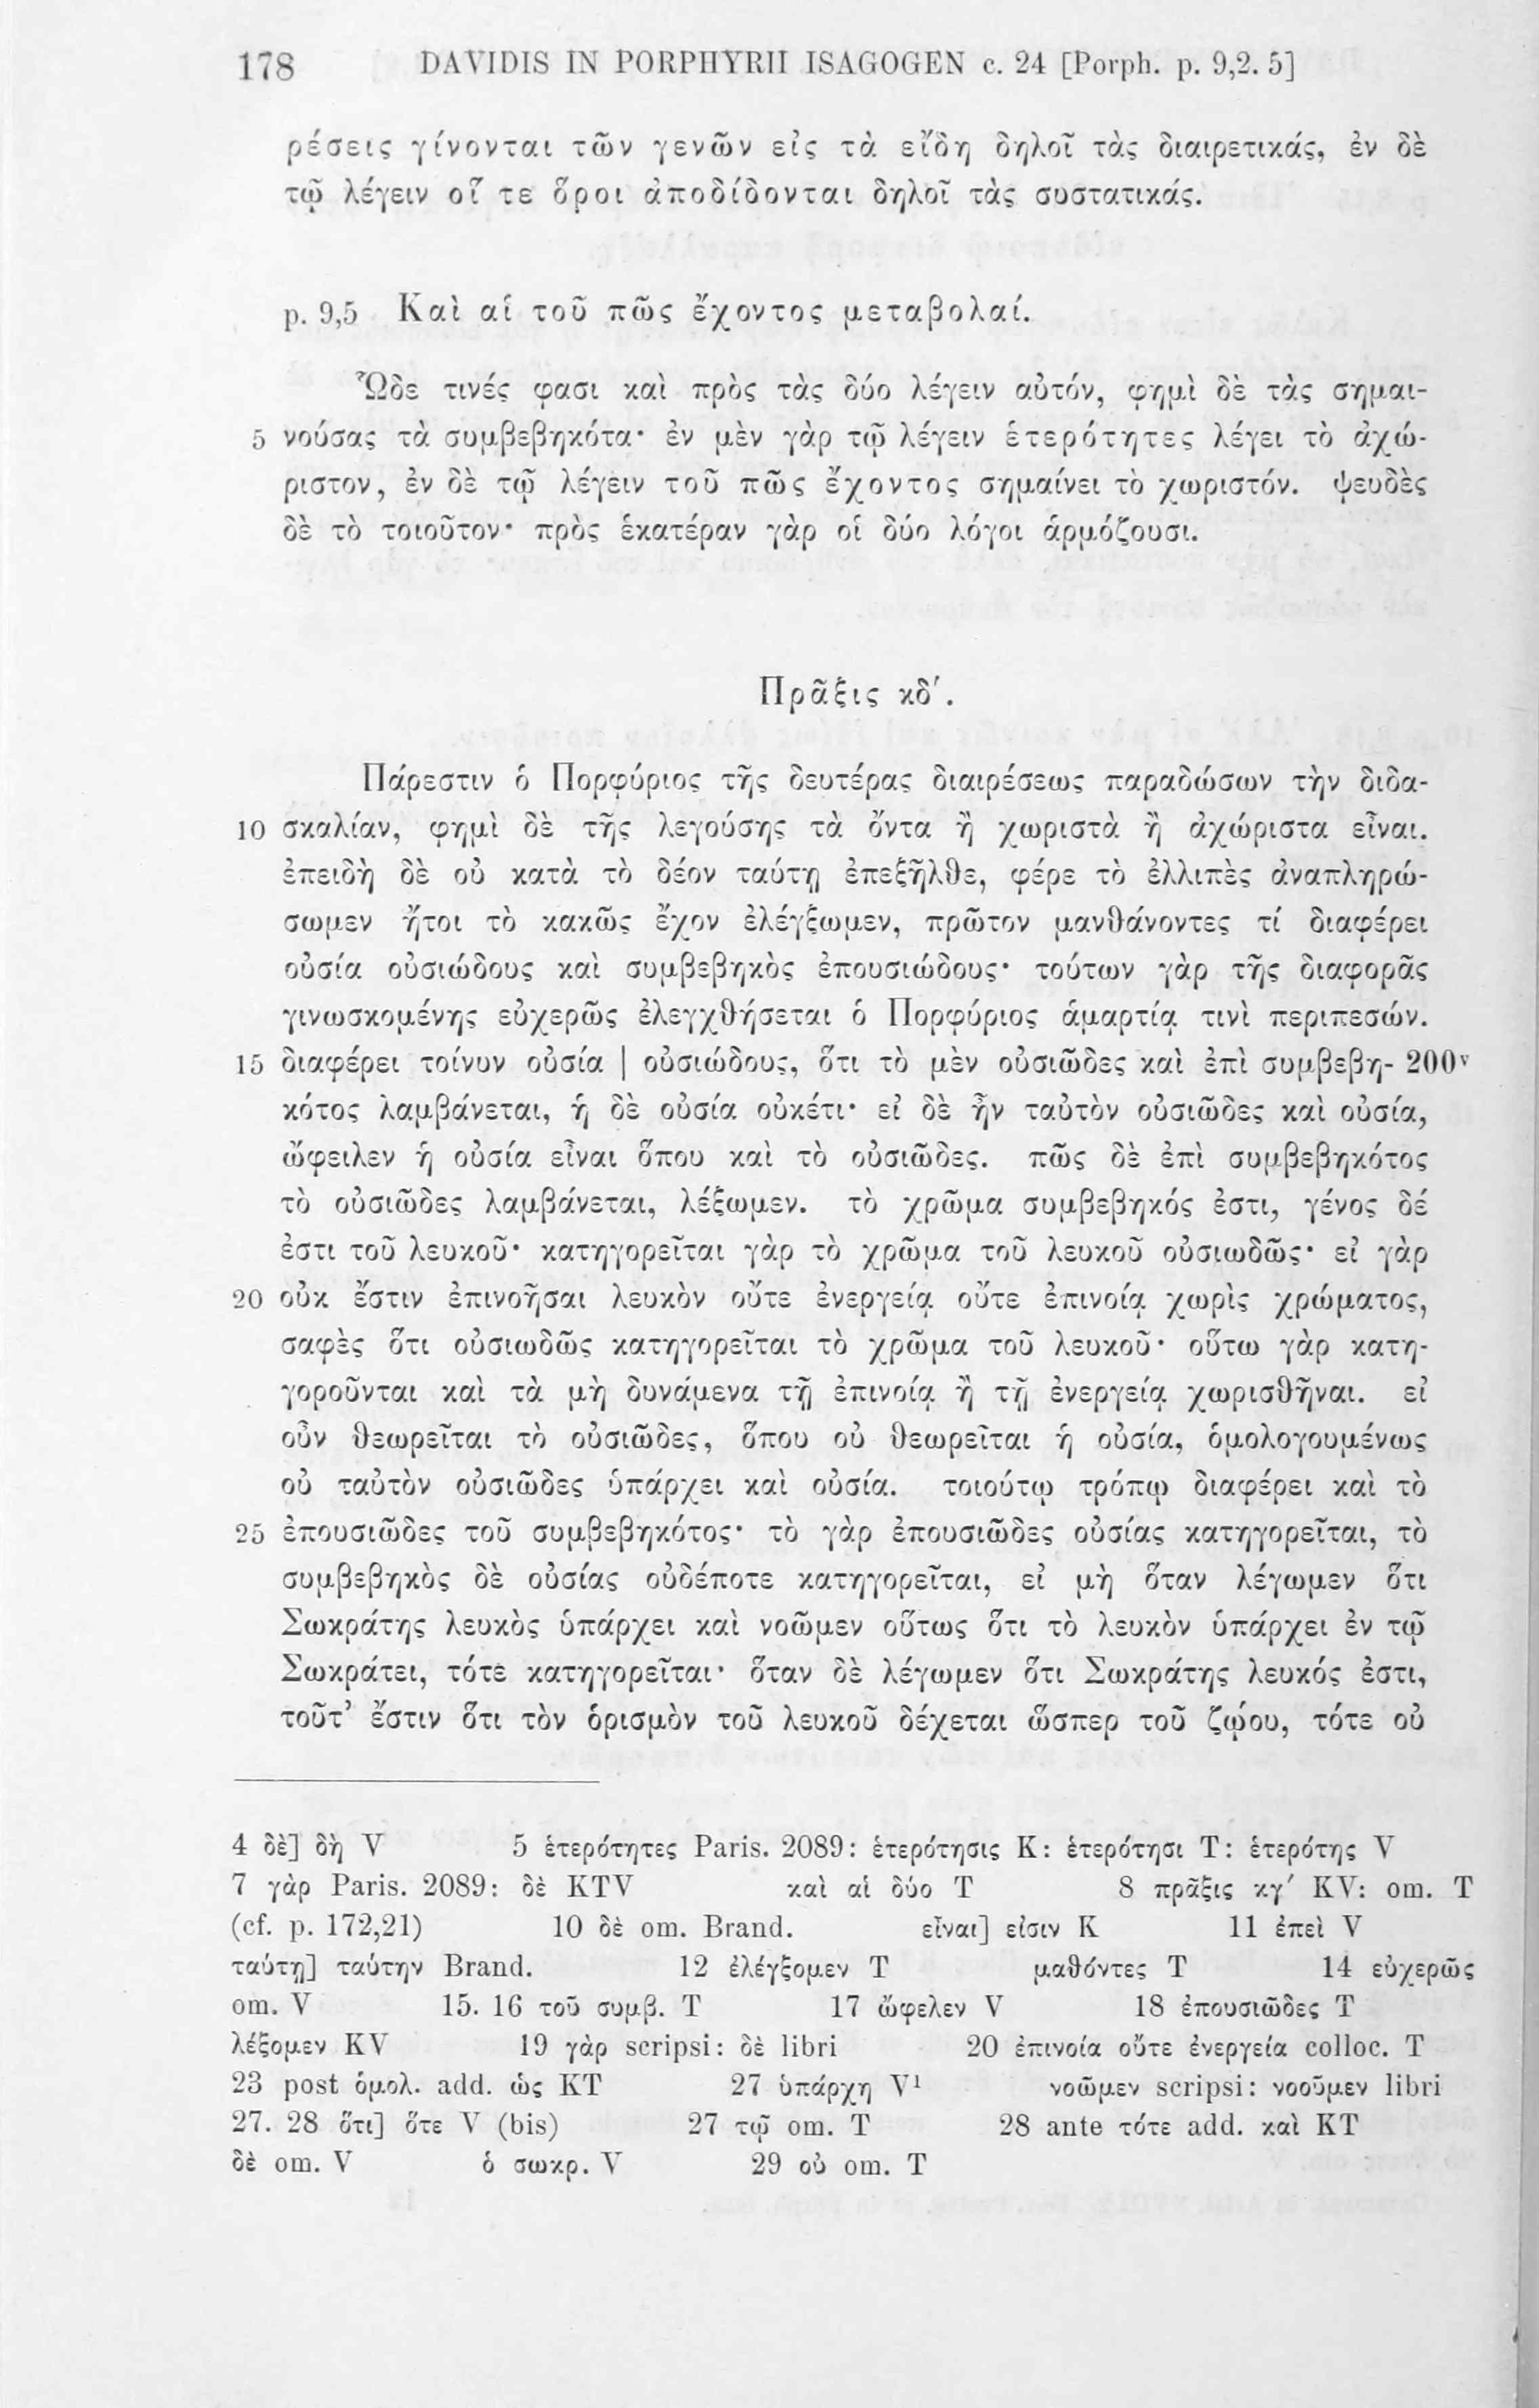 178 DAVIDIS IN PORPHYRII ISAGOGEN c. 24 [Porph. p. 9,2. 5]
ρέσεις γίνονται τῶν γενῶν εἰς τὰ εἴδη δηλοῖ τὰς διαιρετικάς, ἐν δὲ
τῷ λέγειν οἵ τε ὅροι ἀποδίδονται δηλοῖ τὰς συστατικάς.
p. 9,5 Καὶ αἱ τοῦ πῶς ἔχοντος μεταβολαί.
Ὧδε τινές φασι καὶ πρὸς τὰς δύο λέγειν αὐτόν, φημὶ δὲ τὰς σημαι-
5 νούσας τὰ συμβεβηκότα· ἐν μὲν γὰρ τῷ λέγειν ἑτερότητες λέγει τὸ ἀχώ-
ριστον, ἐν δὲ τῷ λέγειν τοῦ πῶς ἔχοντος σημαίνει τὸ χωριστόν. ψευδὲς
δὲ τὸ τοιοῦτον· πρὸς ἑκατέραν γὰρ οἱ δύο λόγοι ἁρμόζουσι.
Πρᾶξις κδ΄.
Πάρεστιν ὁ Πορφύριος τῆς δευτέρας διαιρέσεως παραδώσων τὴν διδα-
10 σκαλίαν, φημὶ δὲ τῆς λεγούσης τὰ ὄντα ἢ χωριστὰ ἢ ἀχώριστα εἶναι.
ἐπειδὴ δὲ οὐ κατὰ τὸ δέον ταύτῃ ἐπεξῆλθε, φέρε τὸ ἐλλιπὲς ἀναπληρώ-
σωμεν ἤτοι τὸ κακῶς ἔχον ἐλέγξωμεν, πρῶτον μανθάνοντες τί διαφέρει
οὐσία οὐσιώδους καὶ συμβεβηκὸς ἐπουσιώδους· τούτων γὰρ τῆς διαφορᾶς
γινωσκομένης εὐχερῶς ἐλεγχθήσεται ὁ Πορφύριος ἁμαρτίᾳ τινὶ περιπεσών.
15 διαφέρει τοίνυν οὐσία | οὐσιώδους, ὅτι τὸ μὲν οὐσιῶδες καὶ ἐπὶ συμβεβη- 200ᵛ
κότος λαμβάνεται, ἡ δὲ οὐσία οὐκέτι· εἰ δὲ ἦν ταὐτὸν οὐσιῶδες καὶ οὐσία,
ὤφειλεν ἡ οὐσία εἶναι ὅπου καὶ τὸ οὐσιῶδες. πῶς δὲ ἐπὶ συμβεβηκότος
τὸ οὐσιῶδες λαμβάνεται, λέξωμεν. τὸ χρῶμα συμβεβηκός ἐστι, γένος δέ
ἐστι τοῦ λευκοῦ· κατηγορεῖται γὰρ τὸ χρῶμα τοῦ λευκοῦ οὐσιωδῶς· εἰ γὰρ
20 οὐκ ἔστιν ἐπινοῆσαι λευκὸν οὔτε ἐνεργείᾳ οὔτε ἐπινοίᾳ χωρὶς χρώματος,
σαφὲς ὅτι οὐσιωδῶς κατηγορεῖται τὸ χρῶμα τοῦ λευκοῦ· οὕτω γὰρ κατη-
γοροῦνται καὶ τὰ μὴ δυνάμενα τῇ ἐπινοίᾳ ἢ τῇ ἐνεργείᾳ χωρισθῆναι. εἰ
οὖν θεωρεῖται τὸ οὐσιῶδες, ὅπου οὐ θεωρεῖται ἡ οὐσία, ὁμολογουμένως
οὐ ταὐτὸν οὐσιῶδες ὑπάρχει καὶ οὐσία. τοιούτῳ τρόπῳ διαφέρει καὶ τὸ
25 ἐπουσιῶδες τοῦ συμβεβηκότος· τὸ γὰρ ἐπουσιῶδες οὐσίας κατηγορεῖται, τὸ
συμβεβηκὸς δὲ οὐσίας οὐδέποτε κατηγορεῖται, εἰ μὴ ὅταν λέγωμεν ὅτι
Σωκράτης λευκὸς ὑπάρχει καὶ νοῶμεν οὕτως ὅτι τὸ λευκὸν ὑπάρχει ἐν τῷ
Σωκράτει, τότε κατηγορεῖται· ὅταν δὲ λέγωμεν ὅτι Σωκράτης λευκός ἐστι,
τοῦτ’ ἔστιν ὅτι τὸν ὁρισμὸν τοῦ λευκοῦ δέχεται ὥσπερ τοῦ ζῴου, τότε οὐ
4 δὲ] δὴ V 5 ἑτερότητες Paris. 2089: ἑτερότησις K: ἑτερότησι T: ἑτερότης V
7 γὰρ Paris. 2089: δὲ KTV καὶ αἱ δύο T 8 πρᾶξις κγ΄ KV: om. T
(cf. p. 172,21) 10 δὲ om. Brand. εἶναι] εἰσιν K 11 ἐπεὶ V
ταύτῃ] ταύτην Brand. 12 ἐλέγξομεν T μαθόντες T 14 εὐχερῶς
om. V 15. 16 τοῦ συμβ. T 17 ὤφελεν V 18 ἐπουσιῶδες T
λέξομεν KV 19 γὰρ scripsi: δὲ libri 20 ἐπινοία οὔτε ἐνεργεία colloc. T
23 post ὁμολ. add. ὡς KT 27 ὑπάρχη V¹ νοῶμεν scripsi: νοοῦμεν libri
27. 28 ὅτι] ὅτε V (bis) 27 τῷ om. T 28 ante τότε add. καὶ KT
δὲ om. V ὁ σωκρ. V 29 οὐ om. T